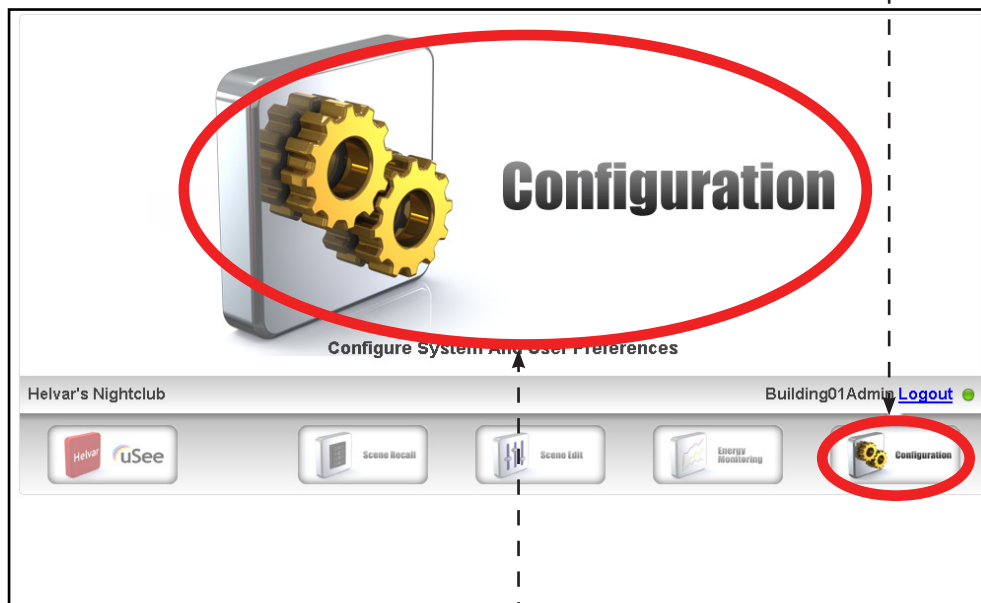 Configuration
Configure System And User Preferences
Helvar's Nightclub
Building01Admin Logout
Helvar uSee
Scene Recall
Scene Edit
Energy
Monitoring
Configuration